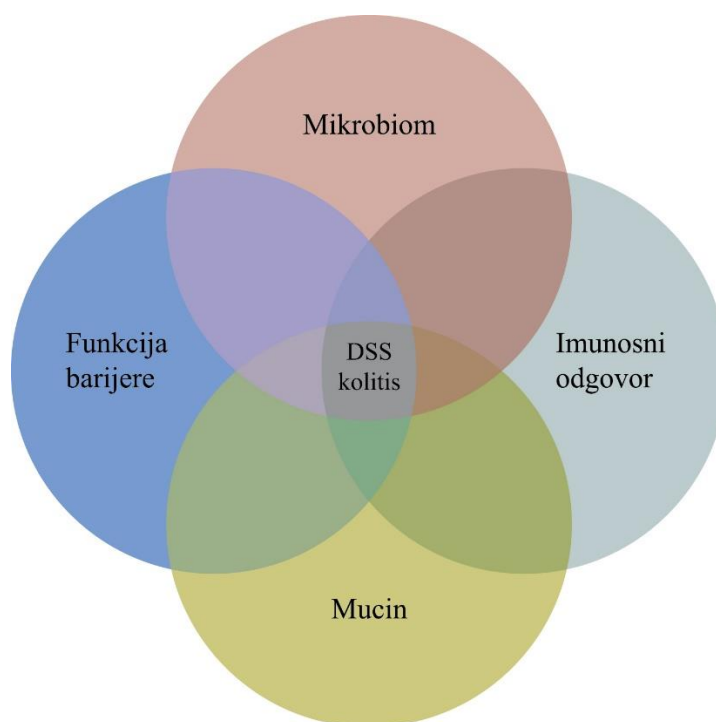 Mikrobiom
Funkcija
barijere
DSS
kolitis
Imunosni
odgovor
Mucin